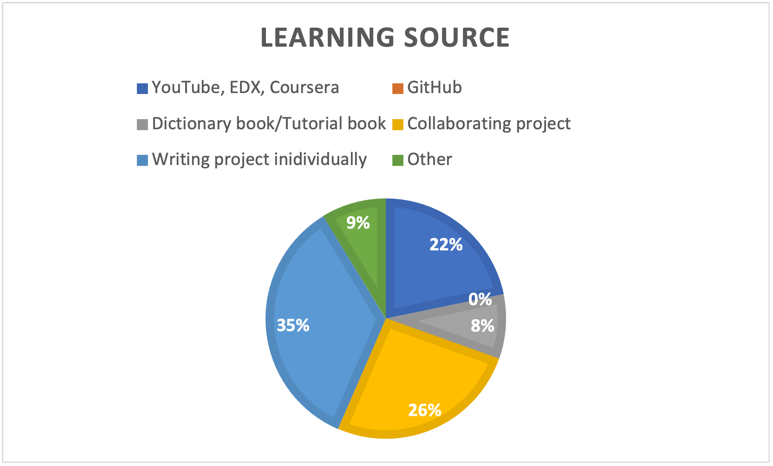 LEARNING SOURCE
YouTube, EDX, Coursera
GitHub
Dictionary book/Tutorial book
Collaborating project
Writing project inidividually
Other
9%
22%
0%
8%
35%
26%